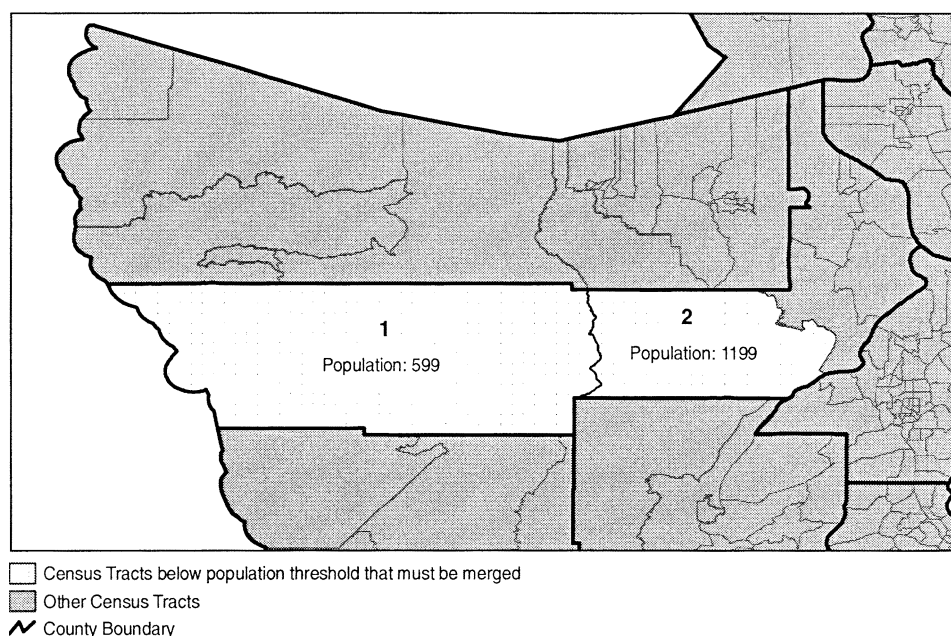 1
Population: 599
2
Population: 1199
Census Tracts below population threshold that must be merged
Other Census Tracts
County Boundary